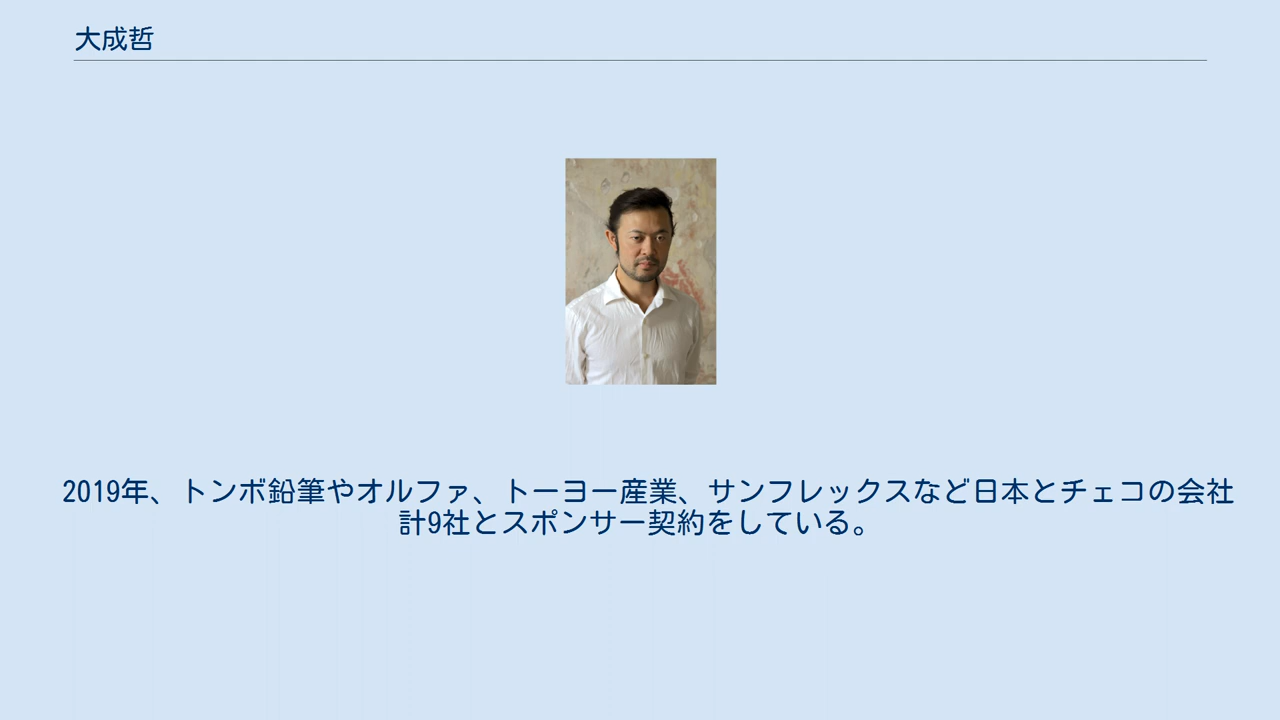 大成哲
2019年、トンボ鉛筆やオルファ、トーヨー産業、サンフレックスなど日本とチェコの会社
計9社とスポンサー契約をしている。